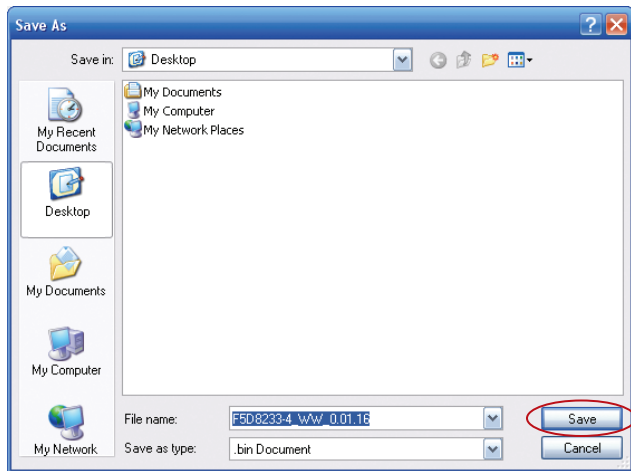 Save As
Save in: Desktop
My Documents
My Computer
My Network Places
My Recent
Documents
Desktop
My Documents
My Computer
My Network
File name: F5D8233-4_WW_0.01.16
Save
Save as type: .bin Document
Cancel